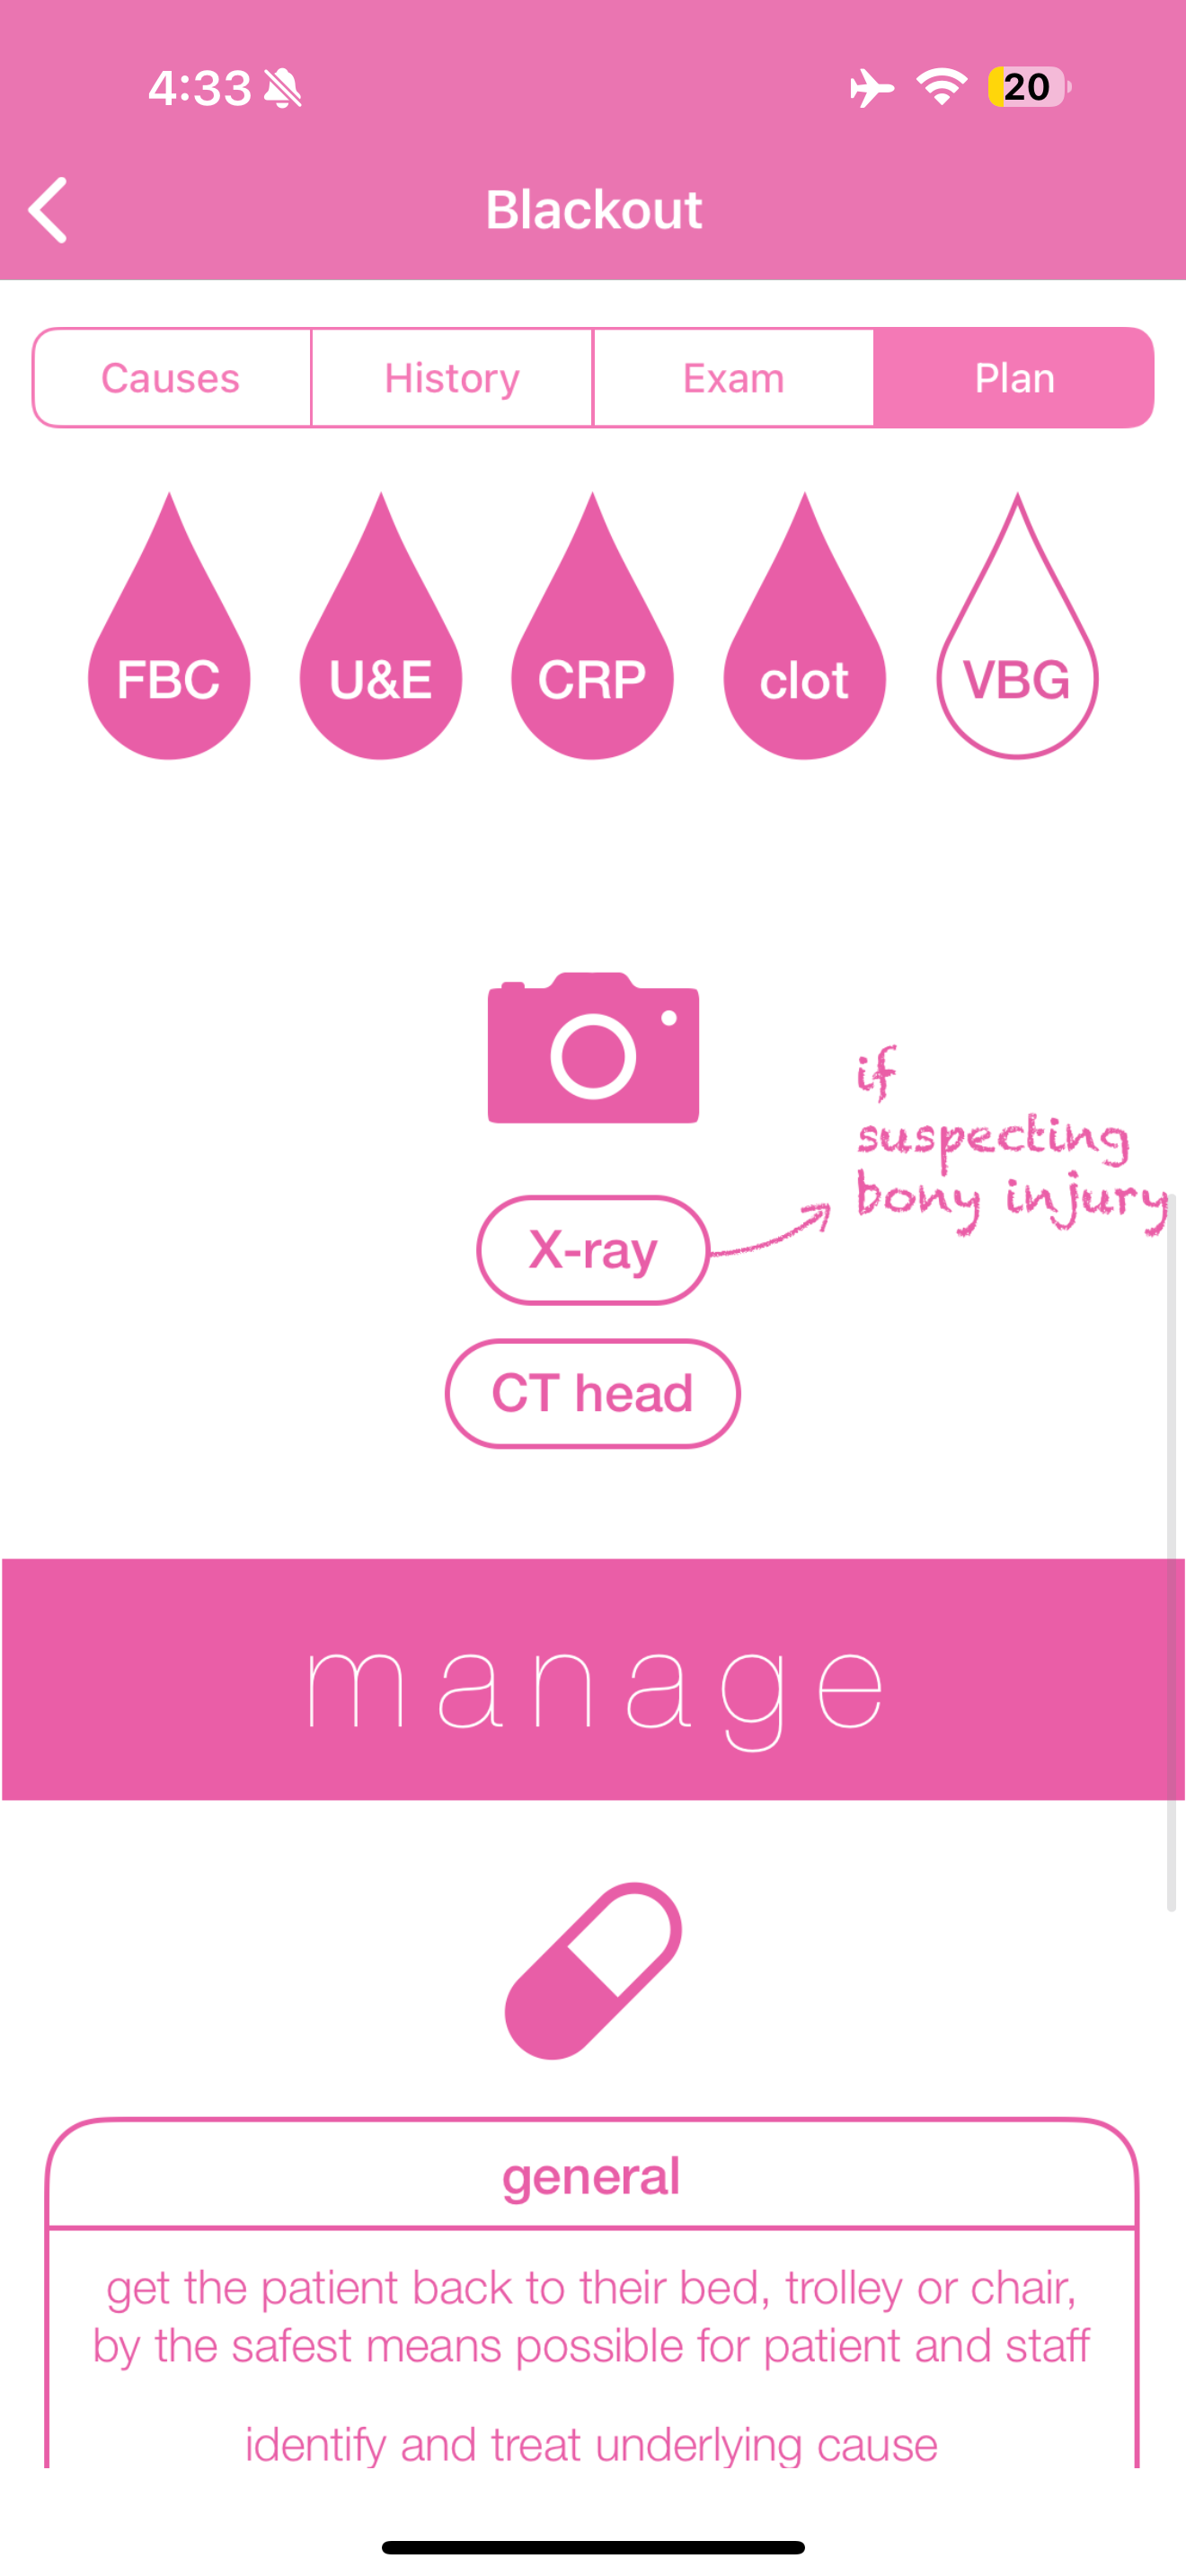 4:33
20
Blackout
Causes History Exam Plan
FBC U&E CRP clot VBG
if
suspecting
bony injury
X-ray
CT head
manage
general
get the patient back to their bed, trolley or chair,
by the safest means possible for patient and staff
identify and treat underlying cause